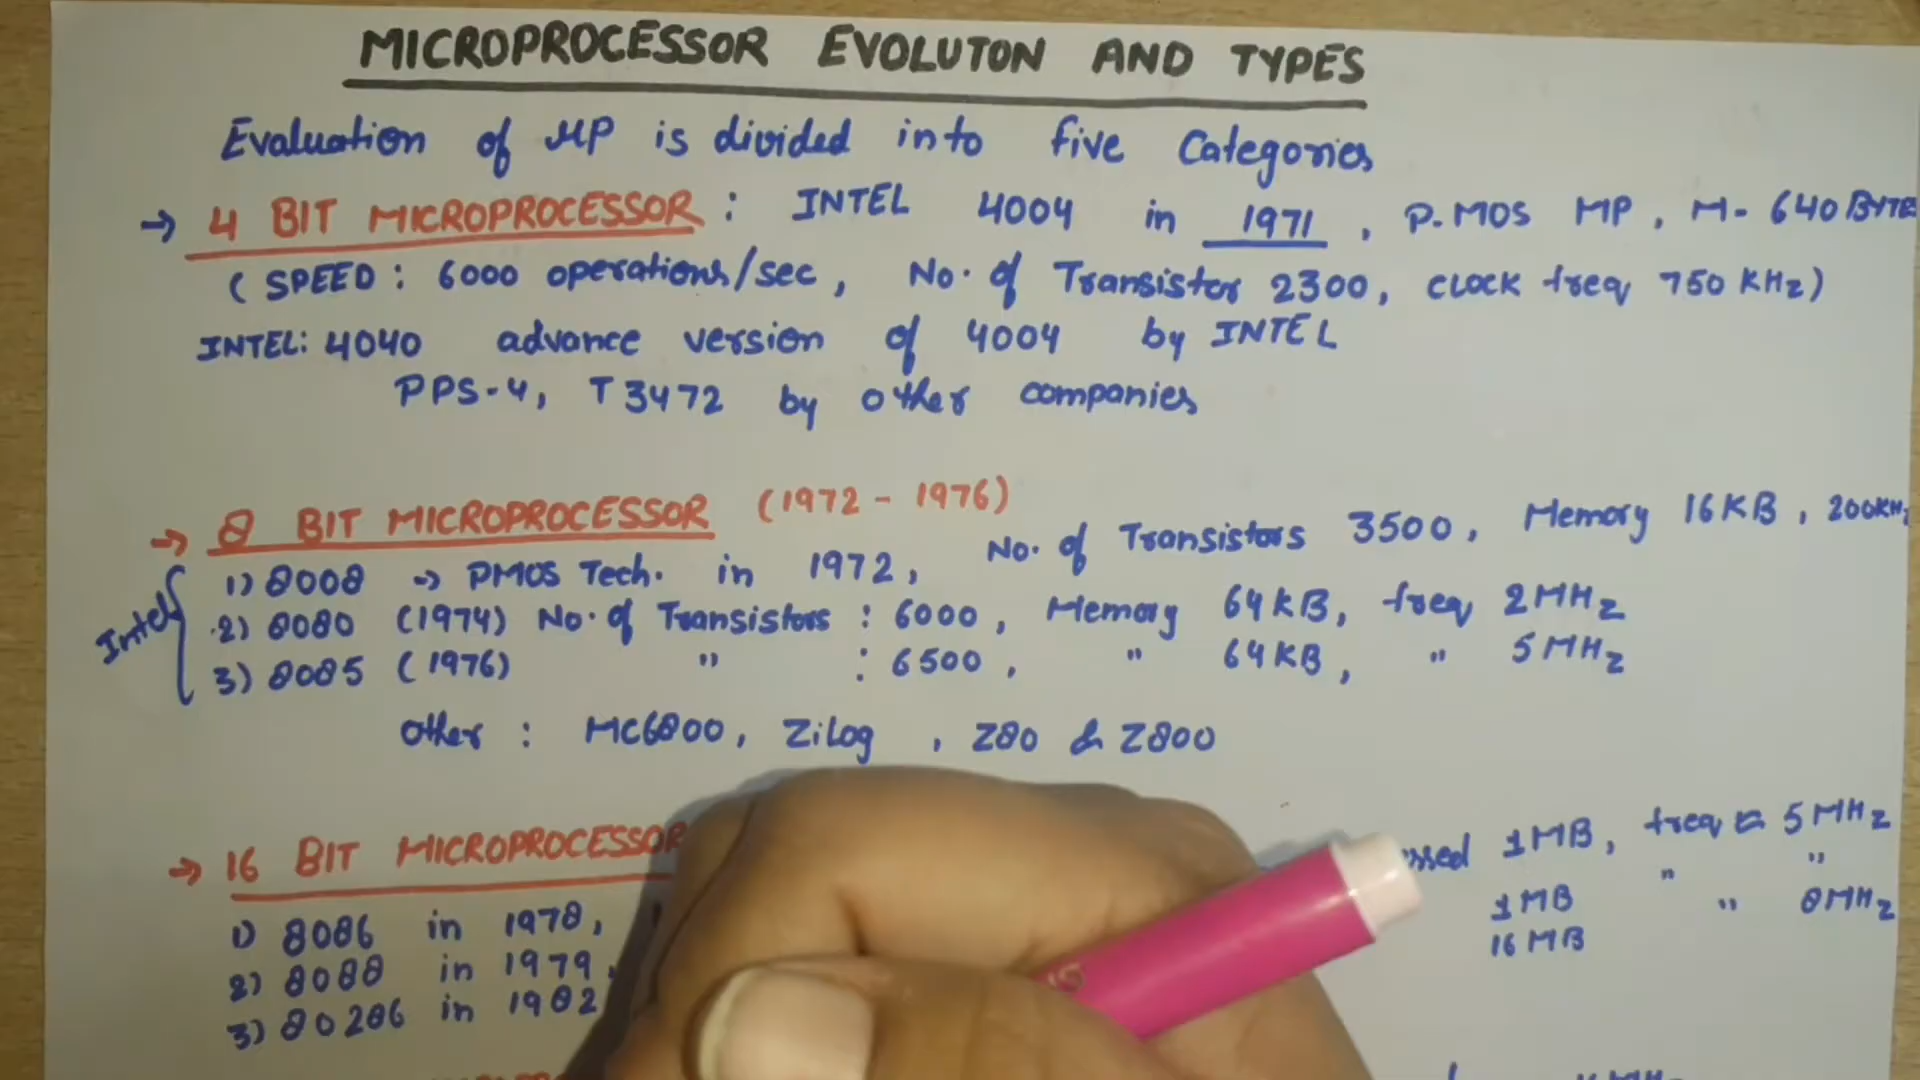 MICROPROCESSOR EVOLUTON AND TYPES
Evaluation of MP is divided into five Categories
→ 4 BIT MICROPROCESSOR : INTEL 4004 in 1971, P.MOS MP, M- 640 BYTE
(SPEED: 6000 operations/sec, No. of Transistor 2300, CLOCK freq 750 KHz)
INTEL: 4040 advance version of 4004 by INTEL
PPS-4, T3472 by other companies
→ 8 BIT MICROPROCESSOR (1972 - 1976)
Intel
1) 8008 → PMOS Tech. in 1972, No. of Transistors 3500, Memory 16KB, 200KHz
2) 8080 (1974) No. of Transistors : 6000, Memory 64KB, freq 2MHz
3) 8085 (1976) " : 6500, " 64KB, " 5MHz
Other : MC6800, Zilog, Z80 & Z800
→ 16 BIT MICROPROCESSOR
1) 8086 in 1978, 1MB, freq = 5MHz
2) 8088 in 1979, 1MB " "
3) 80286 in 1982 16MB " 8MHz